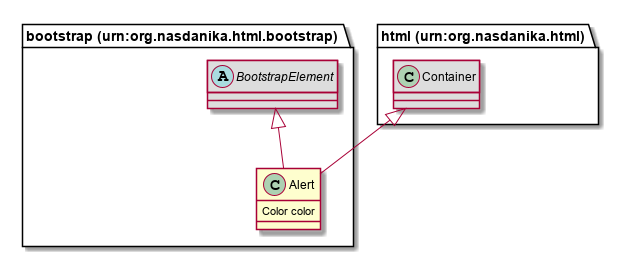 bootstrap (urn:org.nasdanika.html.bootstrap)
html (urn:org.nasdanika.html)
A BootstrapElement
C Container
C Alert
Color color